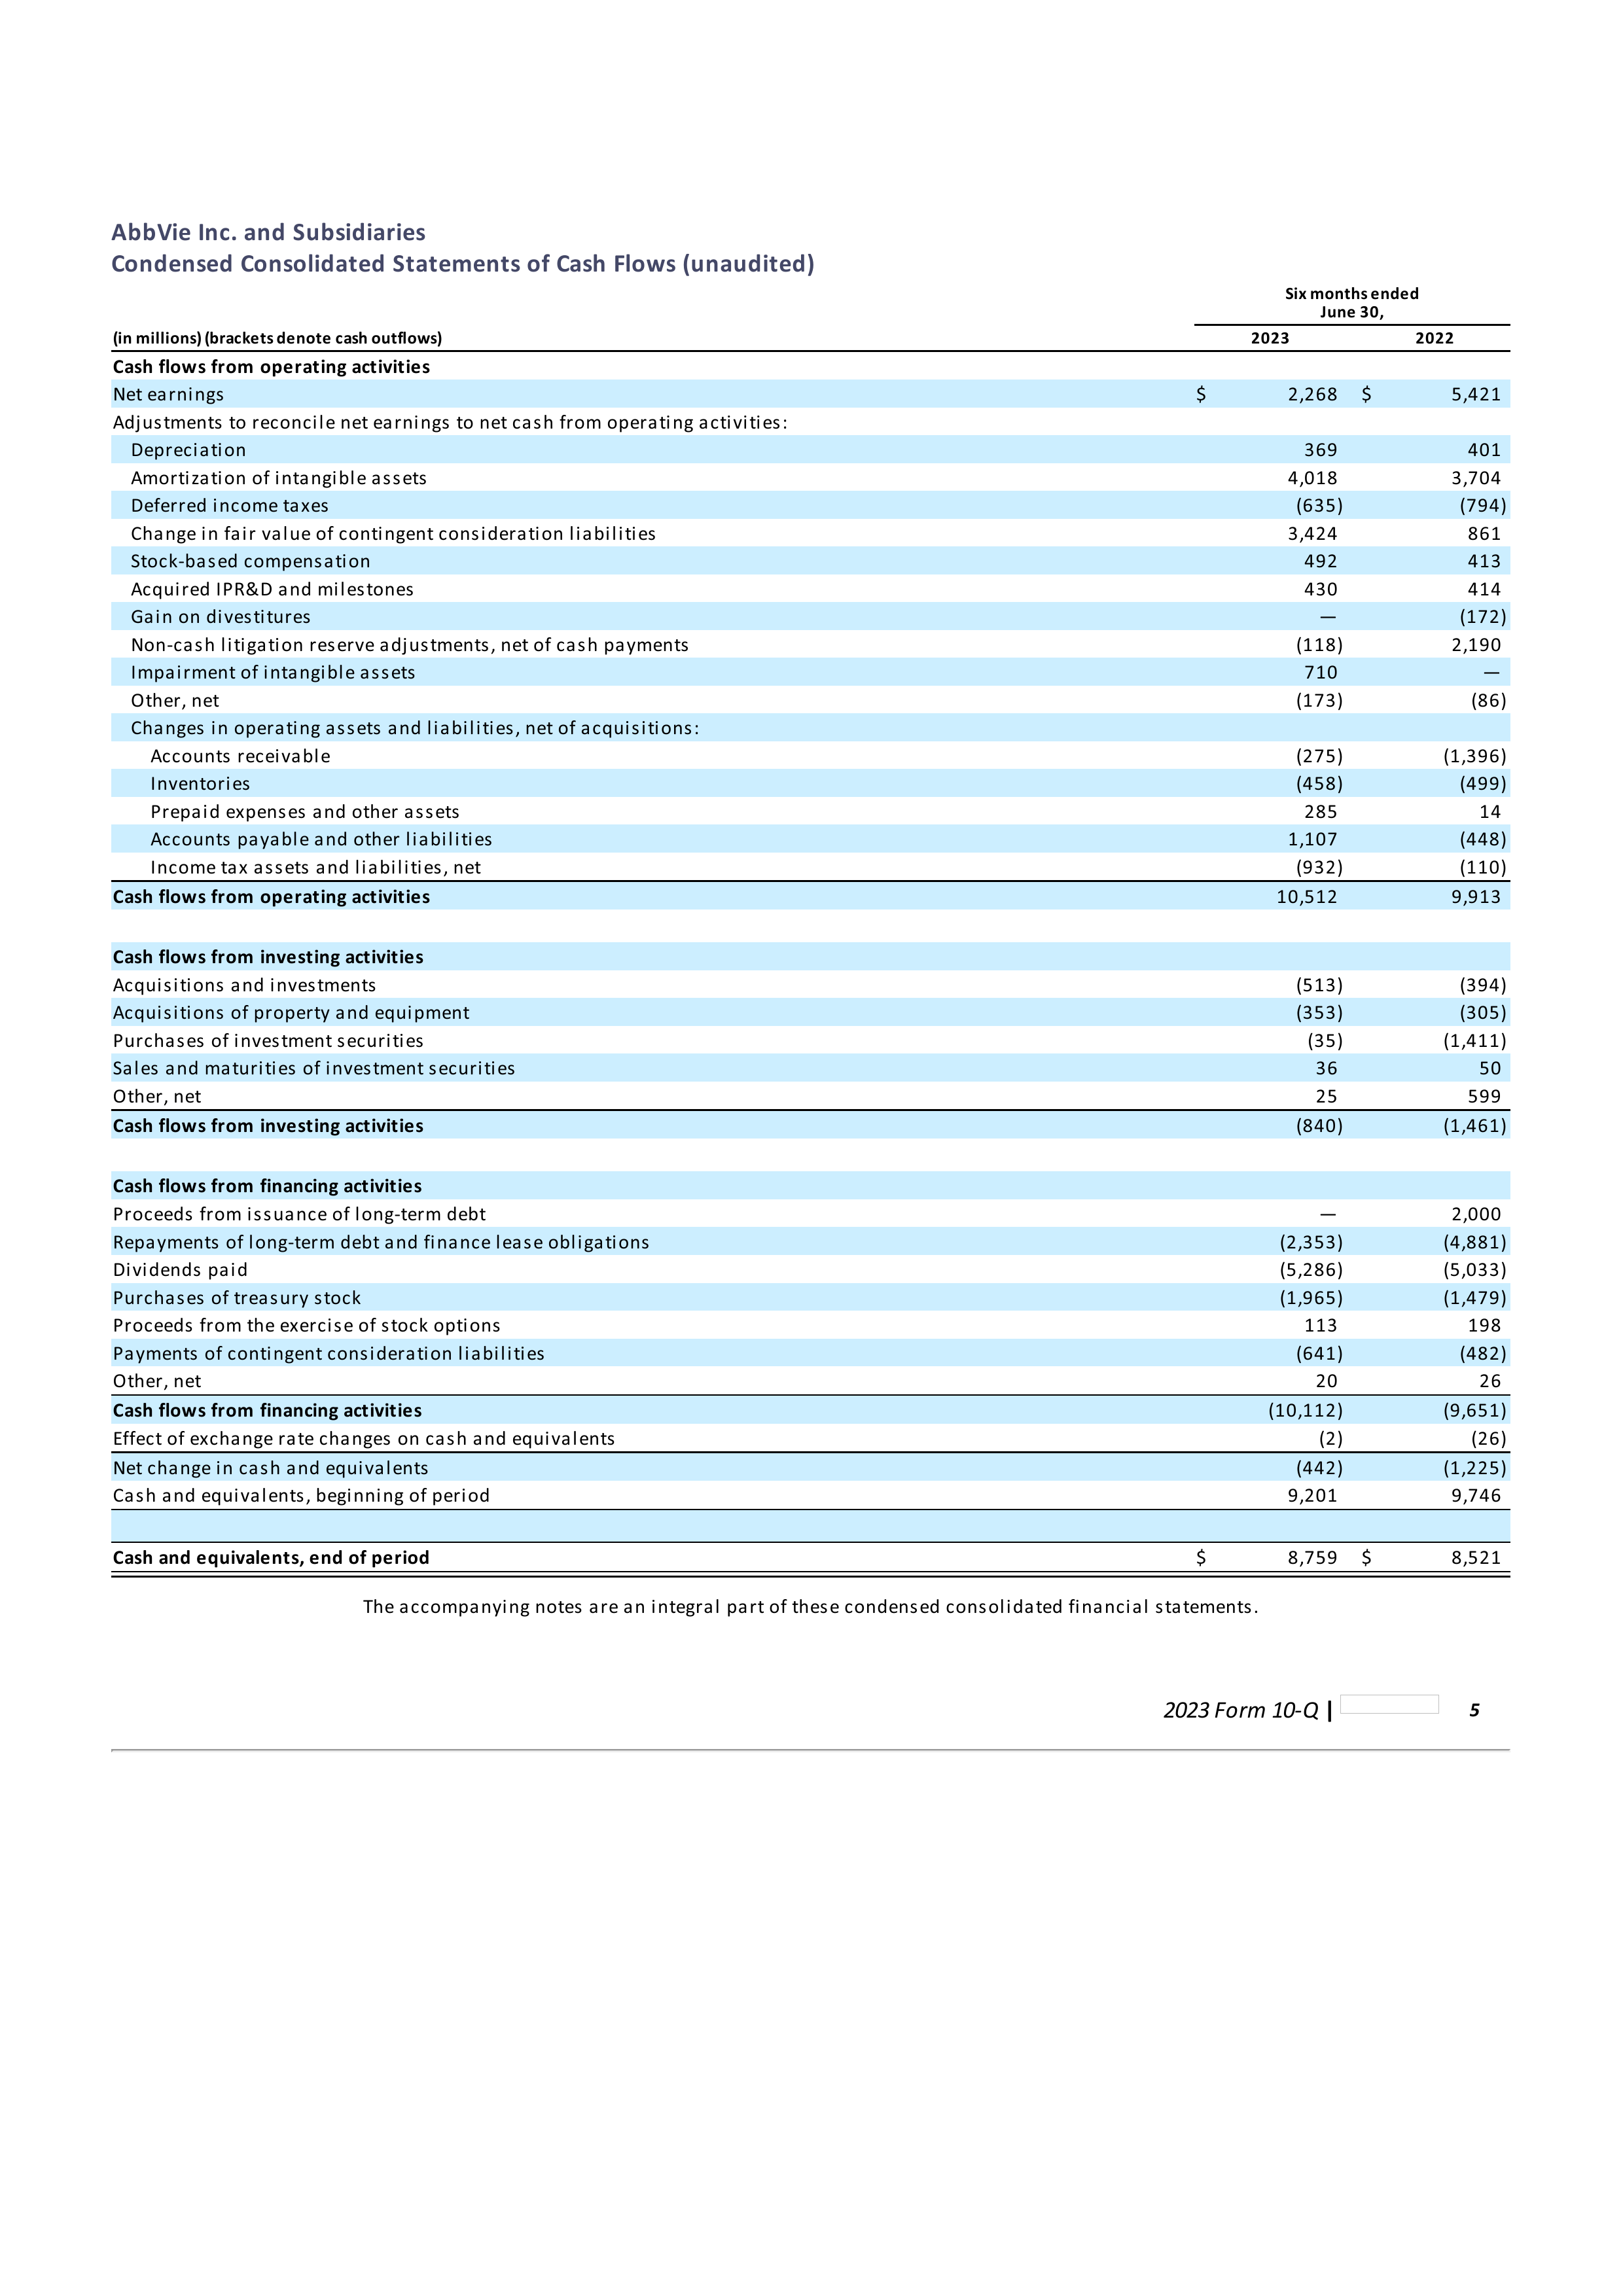 AbbVie Inc. and Subsidiaries
Condensed Consolidated Statements of Cash Flows (unaudited)
Six months ended
June 30,
(in millions) (brackets denote cash outflows) 2023 2022
Cash flows from operating activities
Net earnings $ 2,268 $ 5,421
Adjustments to reconcile net earnings to net cash from operating activities:
Depreciation 369 401
Amortization of intangible assets 4,018 3,704
Deferred income taxes (635) (794)
Change in fair value of contingent consideration liabilities 3,424 861
Stock-based compensation 492 413
Acquired IPR&D and milestones 430 414
Gain on divestitures — (172)
Non-cash litigation reserve adjustments, net of cash payments (118) 2,190
Impairment of intangible assets 710 —
Other, net (173) (86)
Changes in operating assets and liabilities, net of acquisitions:
Accounts receivable (275) (1,396)
Inventories (458) (499)
Prepaid expenses and other assets 285 14
Accounts payable and other liabilities 1,107 (448)
Income tax assets and liabilities, net (932) (110)
Cash flows from operating activities 10,512 9,913
Cash flows from investing activities
Acquisitions and investments (513) (394)
Acquisitions of property and equipment (353) (305)
Purchases of investment securities (35) (1,411)
Sales and maturities of investment securities 36 50
Other, net 25 599
Cash flows from investing activities (840) (1,461)
Cash flows from financing activities
Proceeds from issuance of long-term debt — 2,000
Repayments of long-term debt and finance lease obligations (2,353) (4,881)
Dividends paid (5,286) (5,033)
Purchases of treasury stock (1,965) (1,479)
Proceeds from the exercise of stock options 113 198
Payments of contingent consideration liabilities (641) (482)
Other, net 20 26
Cash flows from financing activities (10,112) (9,651)
Effect of exchange rate changes on cash and equivalents (2) (26)
Net change in cash and equivalents (442) (1,225)
Cash and equivalents, beginning of period 9,201 9,746
Cash and equivalents, end of period $ 8,759 $ 8,521
The accompanying notes are an integral part of these condensed consolidated financial statements.
2023 Form 10-Q | 5